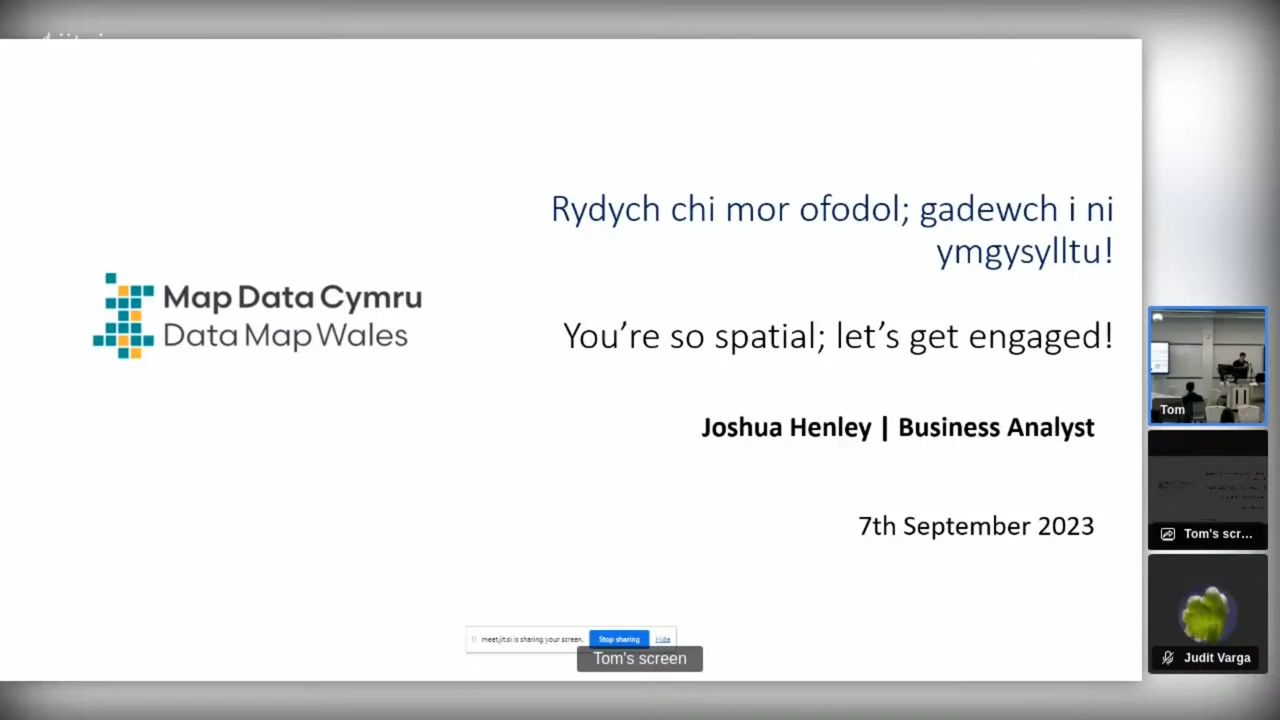 Rydych chi mor ofodol; gadewch i ni
ymgysylltu!
Map Data Cymru
Data Map Wales
You're so spatial; let's get engaged!
Joshua Henley | Business Analyst
7th September 2023
meet.jit.si is sharing your screen.
Stop sharing
Hide
Tom's screen
Tom
Tom's scr...
Judit Varga